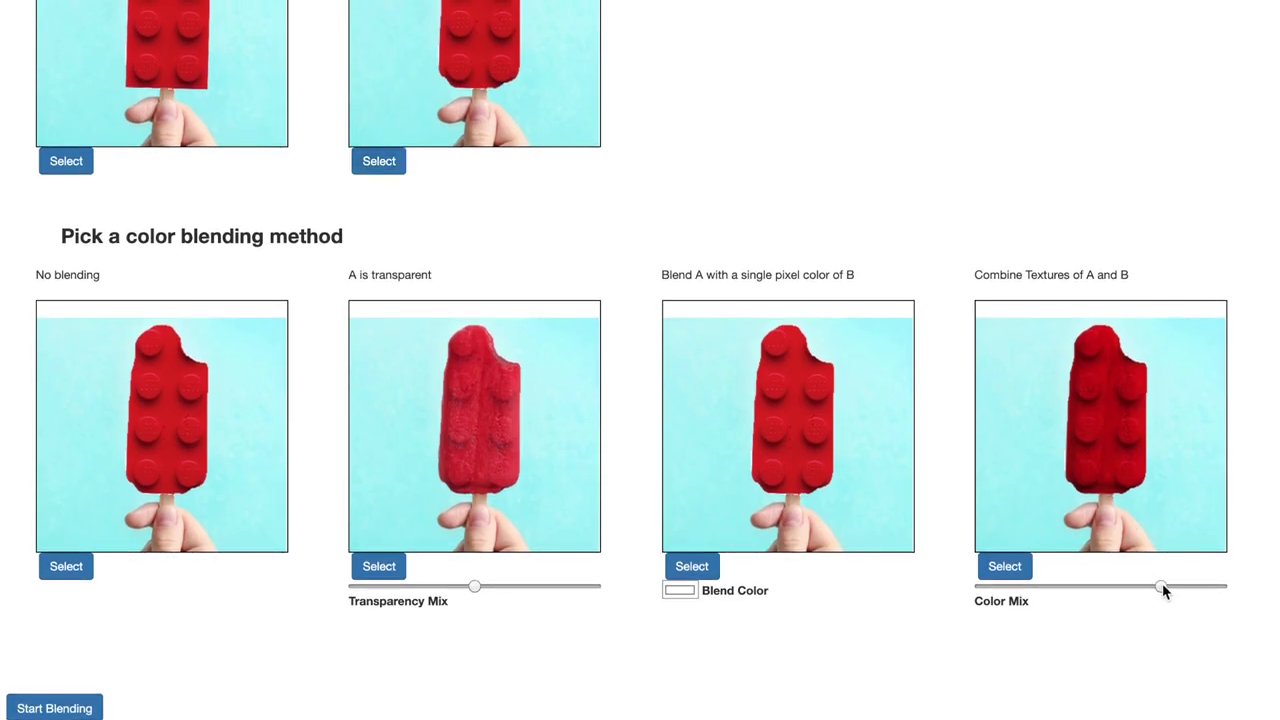 Select
Select
Pick a color blending method
No blending
A is transparent
Blend A with a single pixel color of B
Combine Textures of A and B
Select
Select
Select
Select
Transparency Mix
Blend Color
Color Mix
Start Blending